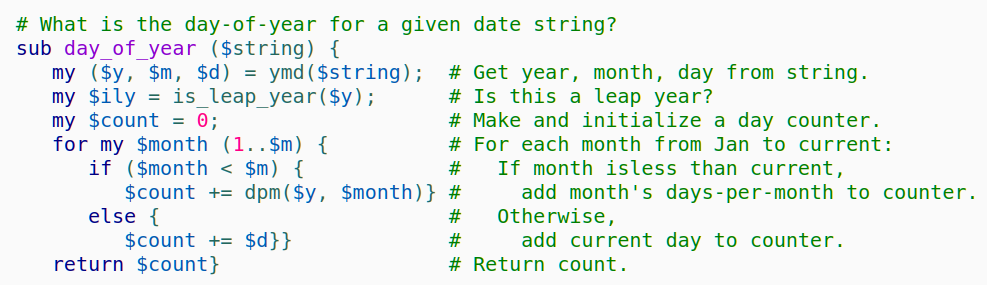 # What is the day-of-year for a given date string?
sub day_of_year ($string) {
   my ($y, $m, $d) = ymd($string);  # Get year, month, day from string.
   my $ily = is_leap_year($y);      # Is this a leap year?
   my $count = 0;                   # Make and initialize a day counter.
   for my $month (1..$m) {          # For each month from Jan to current:
      if ($month < $m) {            #   If month isless than current,
         $count += dpm($y, $month)} #     add month's days-per-month to counter.
      else {                        #   Otherwise,
         $count += $d}}             #     add current day to counter.
   return $count}                   # Return count.